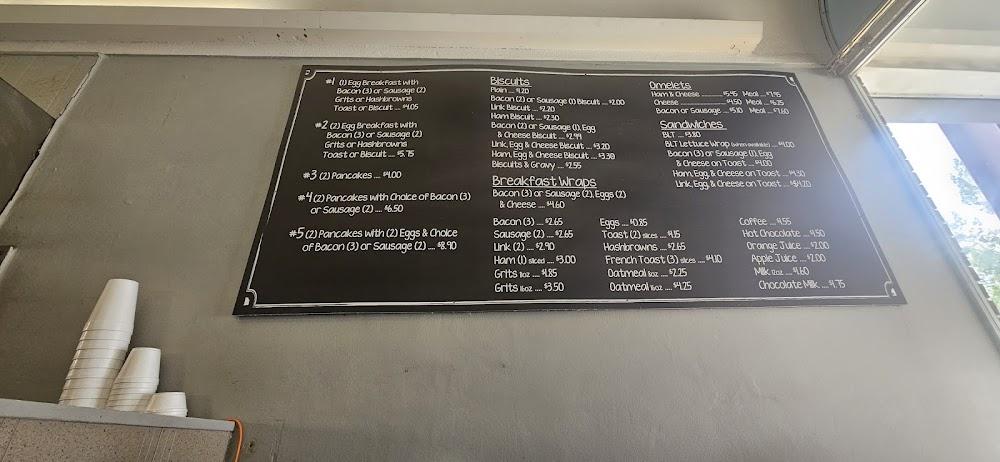 #1 (1) Egg Breakfast with
Bacon (3) or Sausage (2)
Grits or Hashbrowns
Toast or Biscuit ... $4.05
#2 (2) Egg Breakfast with
Bacon (3) or Sausage (2)
Grits or Hashbrowns
Toast or Biscuit ... $5.75
#3 (2) Pancakes ... $4.00
#4 (2) Pancakes with Choice of Bacon (3)
or Sausage (2) ... $6.50
#5 (2) Pancakes with (2) Eggs & Choice
of Bacon (3) or Sausage (2) ... $8.90
Biscuits
Plain ... $1.20
Bacon (2) or Sausage (1) Biscuit ... $2.00
Link Biscuit ... $2.20
Ham Biscuit ... $2.30
Bacon (2) or Sausage (1), Egg
& Cheese Biscuit ... $2.99
Link, Egg & Cheese Biscuit ... $3.20
Ham, Egg & Cheese Biscuit ... $3.30
Biscuits & Gravy ... $2.55
Breakfast Wraps
Bacon (3) or Sausage (2), Eggs (2)
& Cheese ... $4.60
Bacon (3) ... $2.65
Sausage (2) ... $2.65
Link (2) ... $2.90
Ham (1) sliced .... $3.00
Grits 8oz .... $1.85
Grits 16oz .... $3.50
Eggs .... $0.85
Toast (2) slices ... $1.15
Hashbrowns .... $2.65
French Toast (3) slices ... $4.10
Oatmeal 8oz .... $2.25
Oatmeal 16oz .... $4.25
Omelets
Ham & Cheese ............ $5.45 Meal ....
Cheese ........................ $4.50 Meal ....
Bacon or Sausage ... $5.10 Meal ....
Sandwiches
BLT ... $3.80
BLT Lettuce Wrap (when available) ... $4.00
Bacon (3) or Sausage (1), Egg
& Cheese on Toast ... $4.00
Ham, Egg, & Cheese on Toast ... $4.30
Link, Egg, & Cheese on Toast .... $4.20
Coffee ... $1.55
Hot Chocolate ... $1.50
Orange Juice .... $2.00
Apple Juice .... $2.00
Milk 12oz .... $1.60
Chocolate Milk .... $1.75